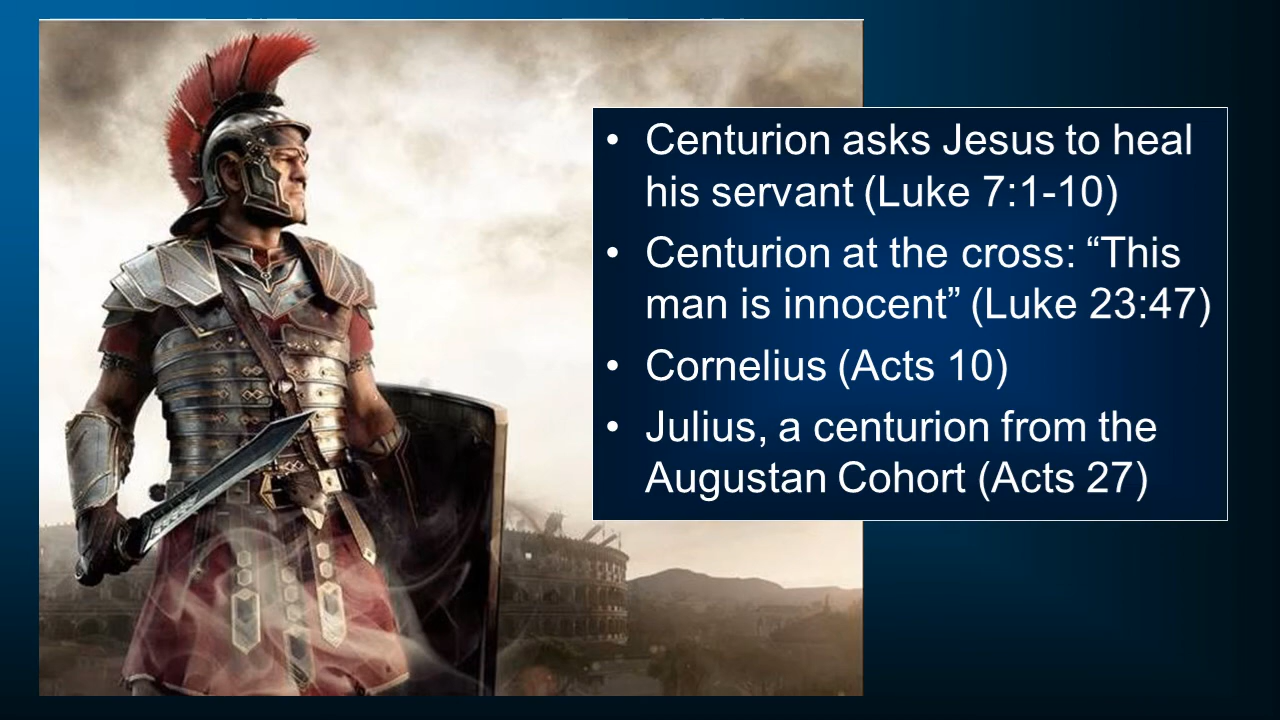 • Centurion asks Jesus to heal
his servant (Luke 7:1-10)
• Centurion at the cross: “This
man is innocent” (Luke 23:47)
• Cornelius (Acts 10)
• Julius, a centurion from the
Augustan Cohort (Acts 27)